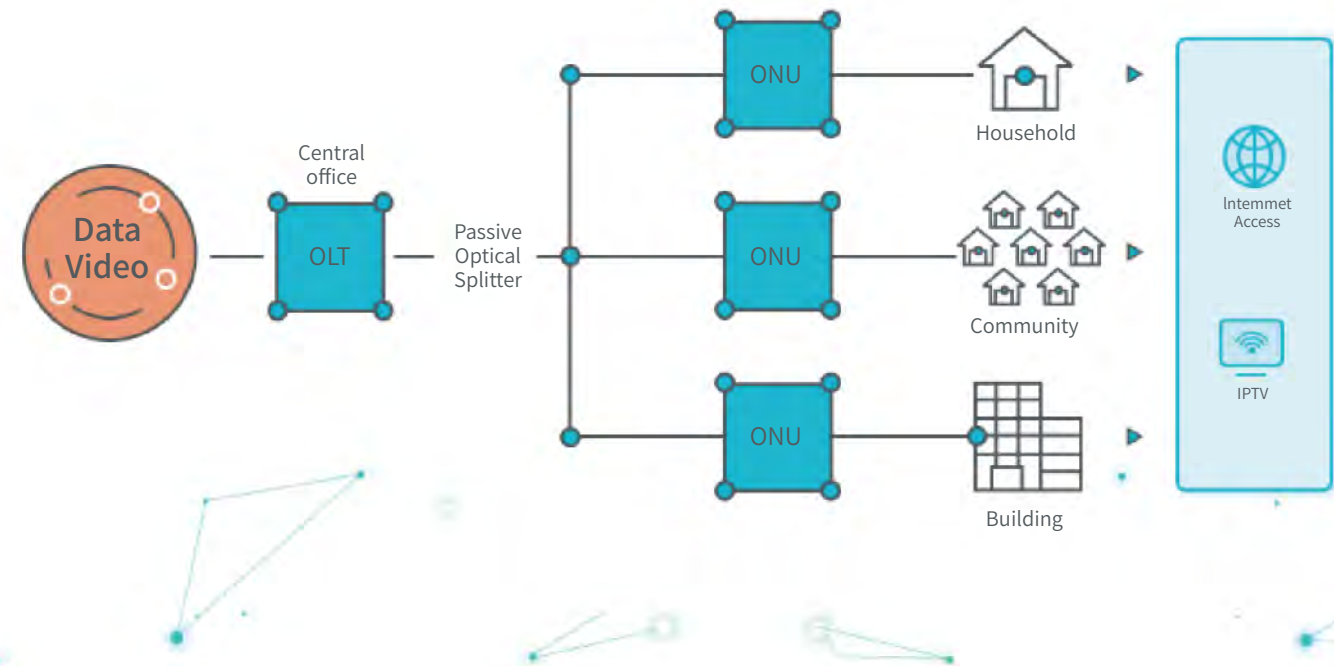 Data
Video
Central
office
OLT
Passive
Optical
Splitter
ONU
Household
ONU
Community
ONU
Building
Intemmet
Access
IPTV